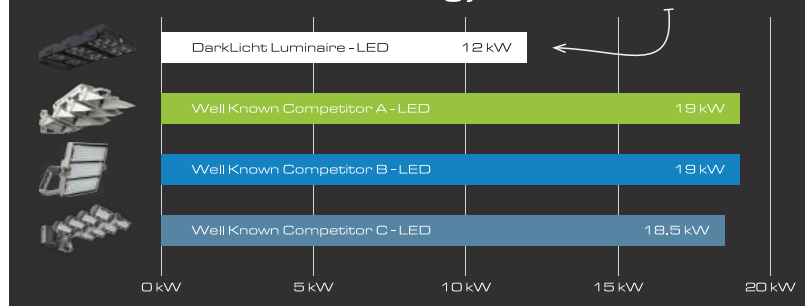 DarkLicht Luminaire - LED 12 kW
Well Known Competitor A - LED 19 kW
Well Known Competitor B - LED 19 kW
Well Known Competitor C - LED 18.5 kW
0 kW 5 kW 10 kW 15 kW 20 kW